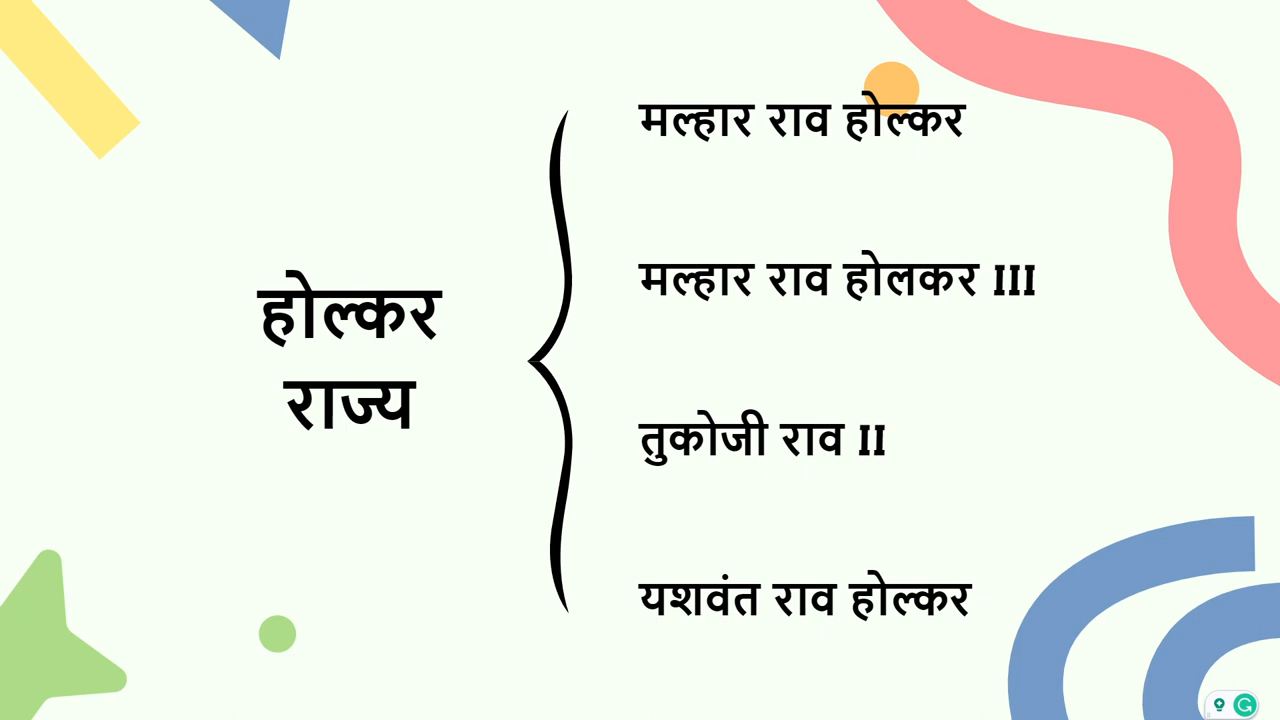 होल्कर
राज्य
मल्हार राव होल्कर
मल्हार राव होलकर III
तुकोजी राव II
यशवंत राव होल्कर